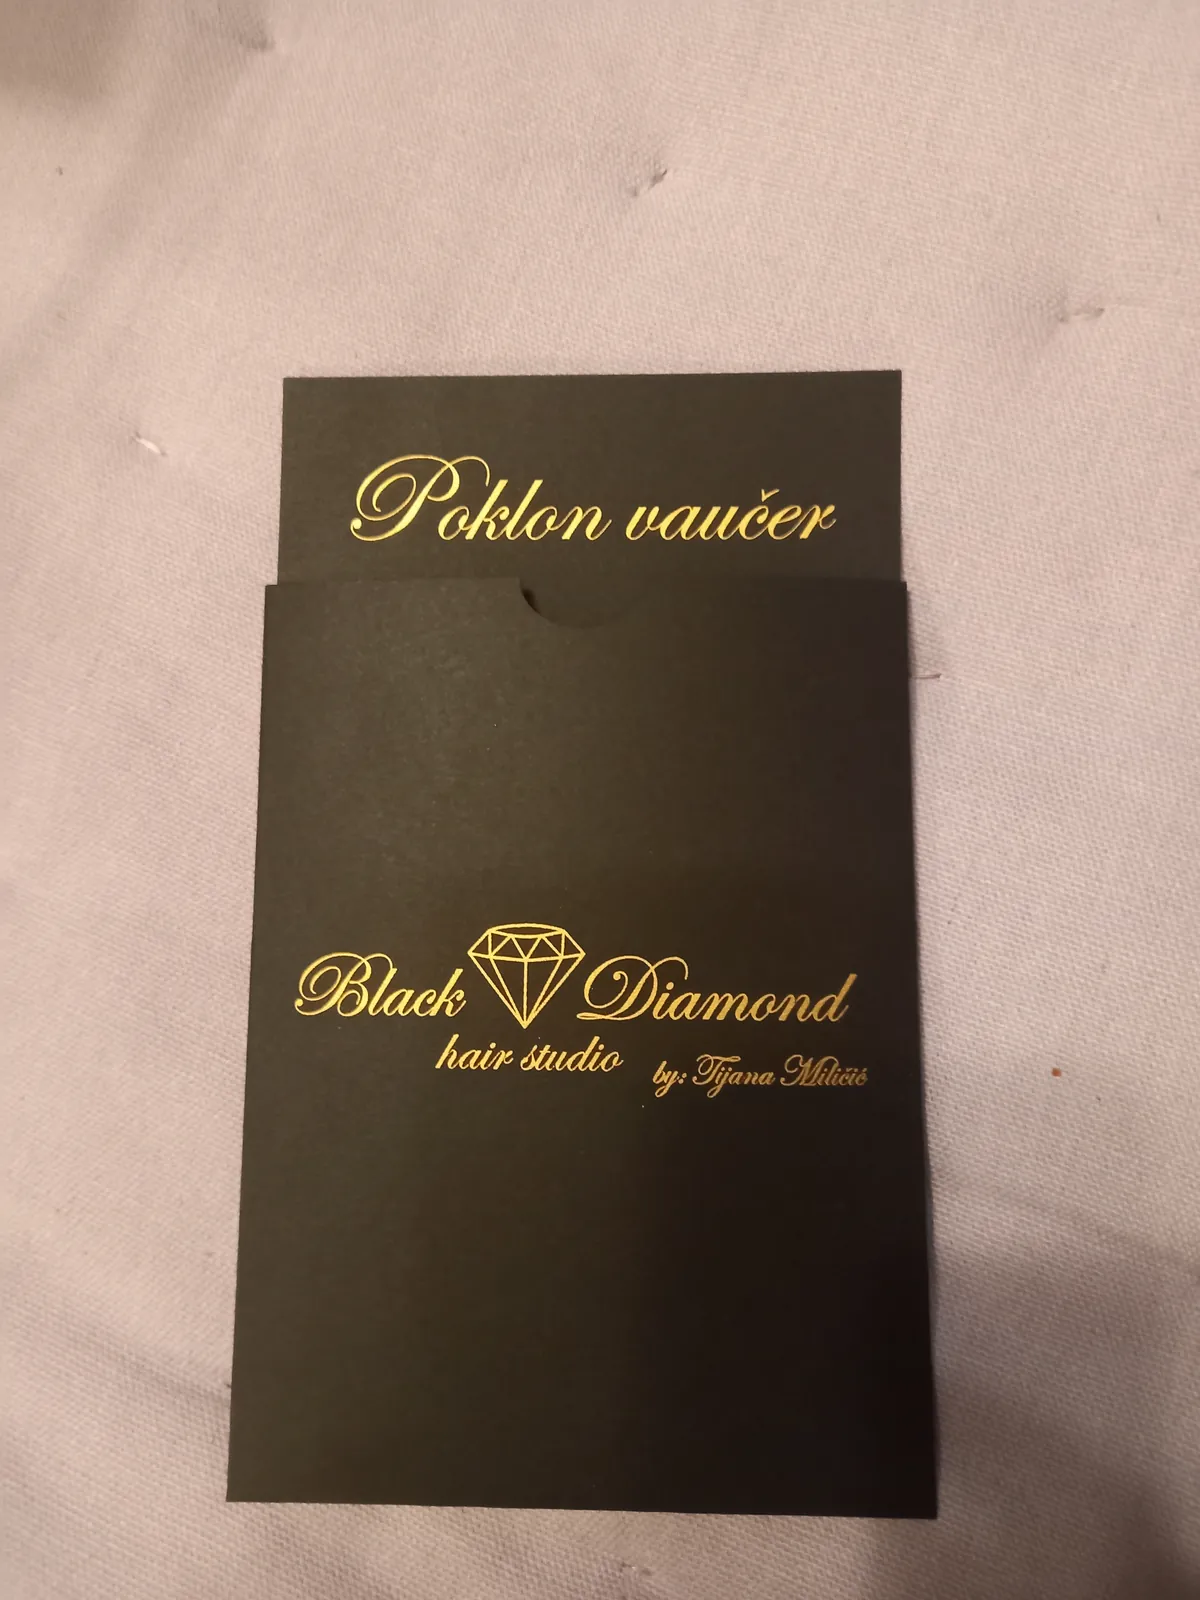 Poklon vaučer
Black Diamond
hair studio
by: Tijana Miličić